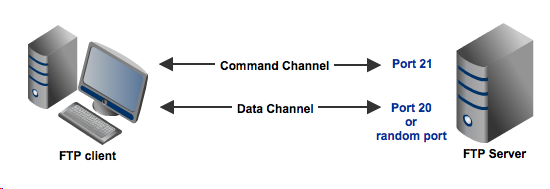 Command Channel
Port 21
Data Channel
Port 20
or
random port
FTP client
FTP Server